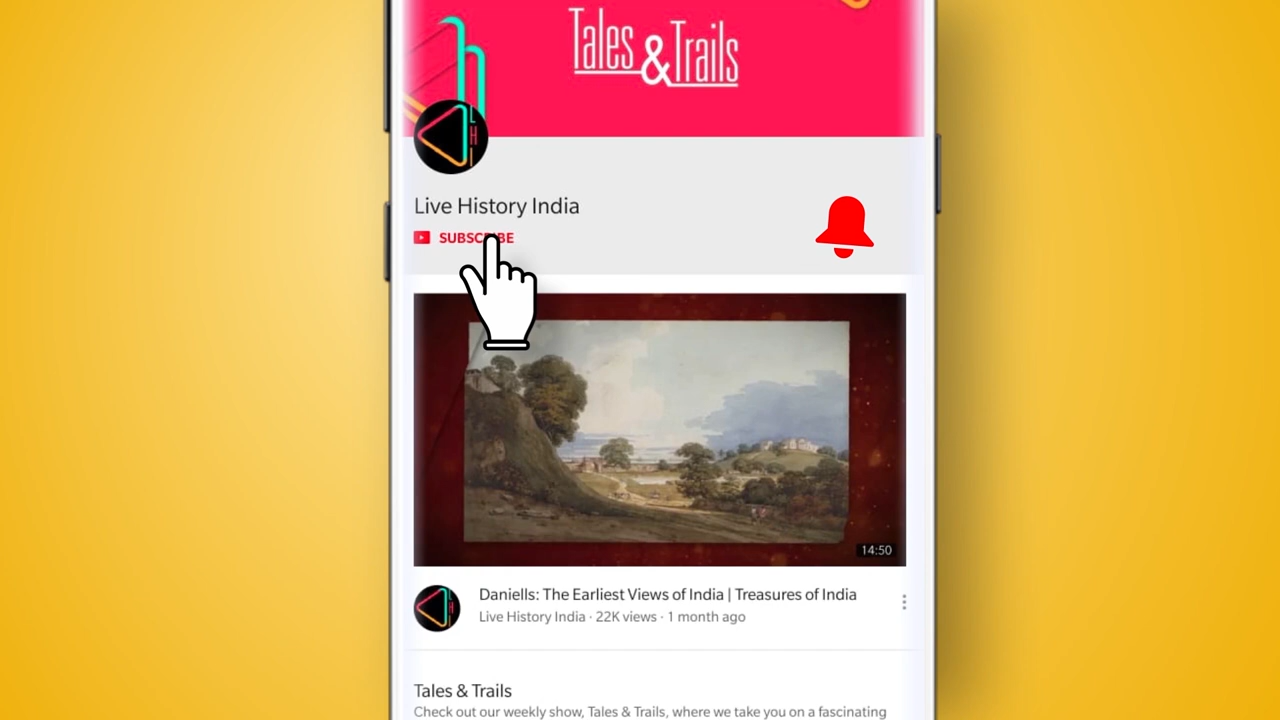 Tales & Trails
LHI
Live History India
SUBSCRIBE
14:50
Daniells: The Earliest Views of India | Treasures of India
LHI
Live History India · 22K views · 1 month ago
Tales & Trails
Check out our weekly show, Tales & Trails, where we take you on a fascinating